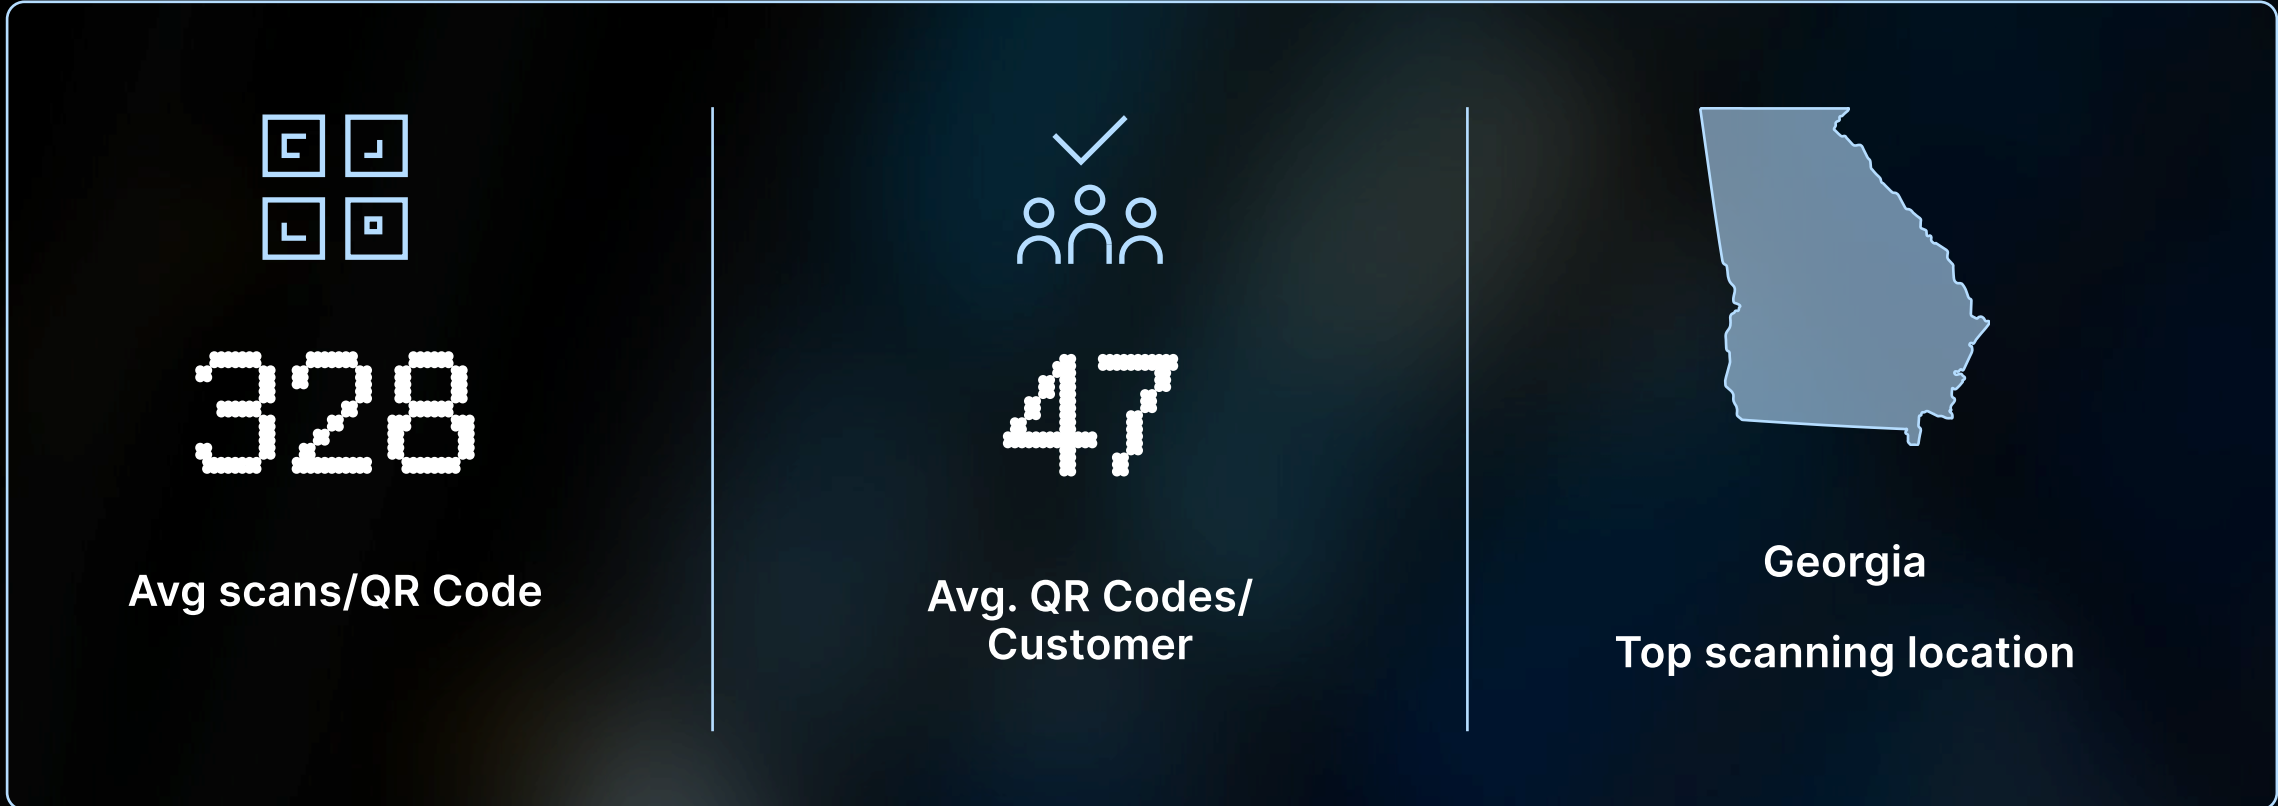 328
Avg scans/QR Code
47
Avg. QR Codes/
Customer
Georgia
Top scanning location